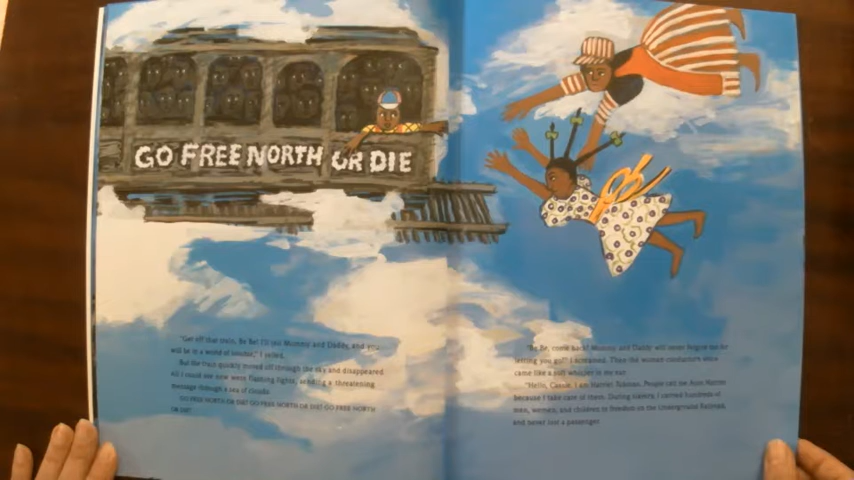 GO FREE NORTH OR DIE
"Get off that train, Be Be! I'll tell Mommy and Daddy, and you
will be in a world of trouble," I yelled.
But the train quickly moved off through the sky and disappeared.
All I could see now were flashing lights, sending a threatening
message through a sea of clouds.
GO FREE NORTH OR DIE! GO FREE NORTH OR DIE! GO FREE NORTH
OR DIE!
"Be Be, come back! Mommy and Daddy will never forgive me for
letting you go!" I screamed. Then the woman conductor's voice
came like a soft whisper in my ear.
"Hello, Cassie. I am Harriet Tubman. People call me Aunt Harriet
because I take care of them. During slavery, I carried hundreds of
men, women, and children to freedom on the Underground Railroad,
and never lost a passenger.